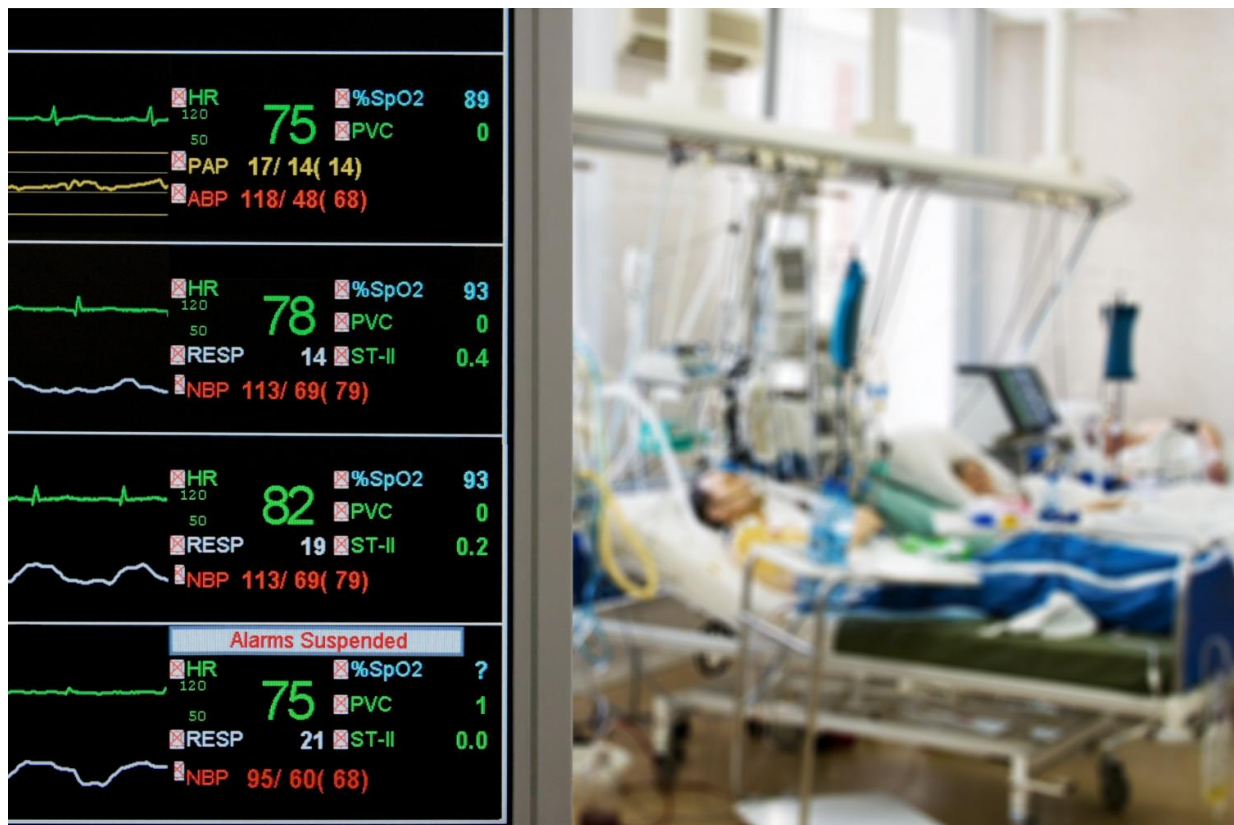 HR 120 50 75 %SpO2 89
PVC 0
PAP 17/ 14( 14)
ABP 118/ 48( 68)
HR 120 50 78 %SpO2 93
PVC 0
RESP 14 ST-II 0.4
NBP 113/ 69( 79)
HR 120 50 82 %SpO2 93
PVC 0
RESP 19 ST-II 0.2
NBP 113/ 69( 79)
Alarms Suspended
HR 120 50 75 %SpO2 ?
PVC 1
RESP 21 ST-II 0.0
NBP 95/ 60( 68)